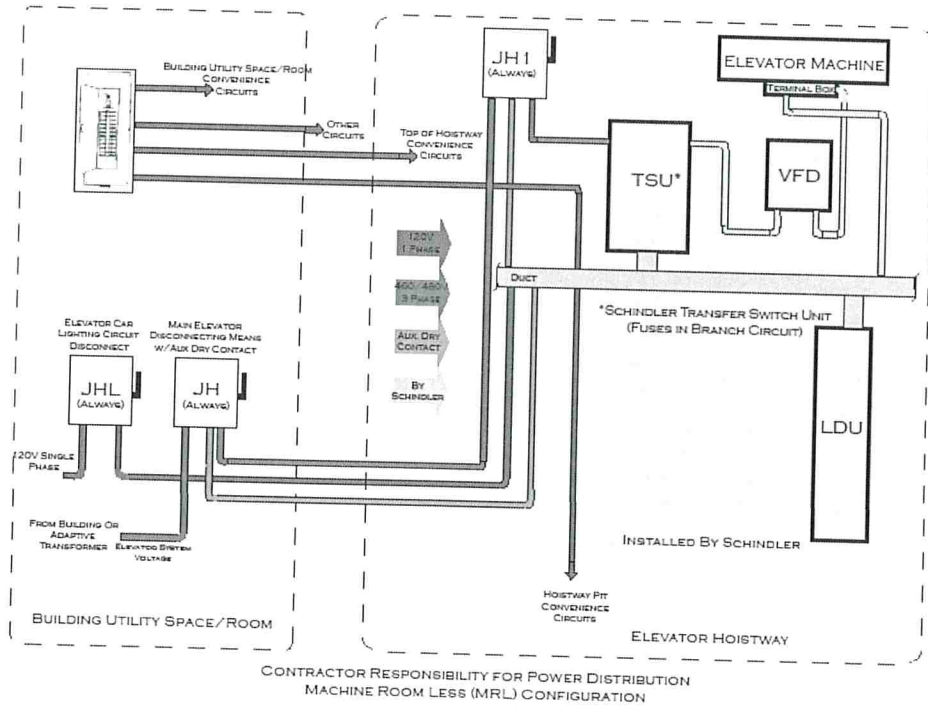 BUILDING UTILITY SPACE/ROOM
CONVENIENCE
CIRCUITS
OTHER
CIRCUITS
TOP OF HOISTWAY
CONVENIENCE
CIRCUITS
JH1
(ALWAYS)
ELEVATOR MACHINE
TERMINAL BOX
TSU*
VFD
120V
1 PHASE
460/480V
3 PHASE
AUX. DRY
CONTACT
BY
SCHINDLER
DUCT
*SCHINDLER TRANSFER SWITCH UNIT
(FUSES IN BRANCH CIRCUIT)
LDU
ELEVATOR CAR
LIGHTING CIRCUIT
DISCONNECT
MAIN ELEVATOR
DISCONNECTING MEANS
W/AUX DRY CONTACT
JHL
(ALWAYS)
JH
(ALWAYS)
120V SINGLE
PHASE
FROM BUILDING OR
ADAPTIVE
TRANSFORMER
ELEVATOR SYSTEM
VOLTAGE
INSTALLED BY SCHINDLER
HOISTWAY PIT
CONVENIENCE
CIRCUITS
BUILDING UTILITY SPACE/ROOM
ELEVATOR HOISTWAY
CONTRACTOR RESPONSIBILITY FOR POWER DISTRIBUTION
MACHINE ROOM LESS (MRL) CONFIGURATION